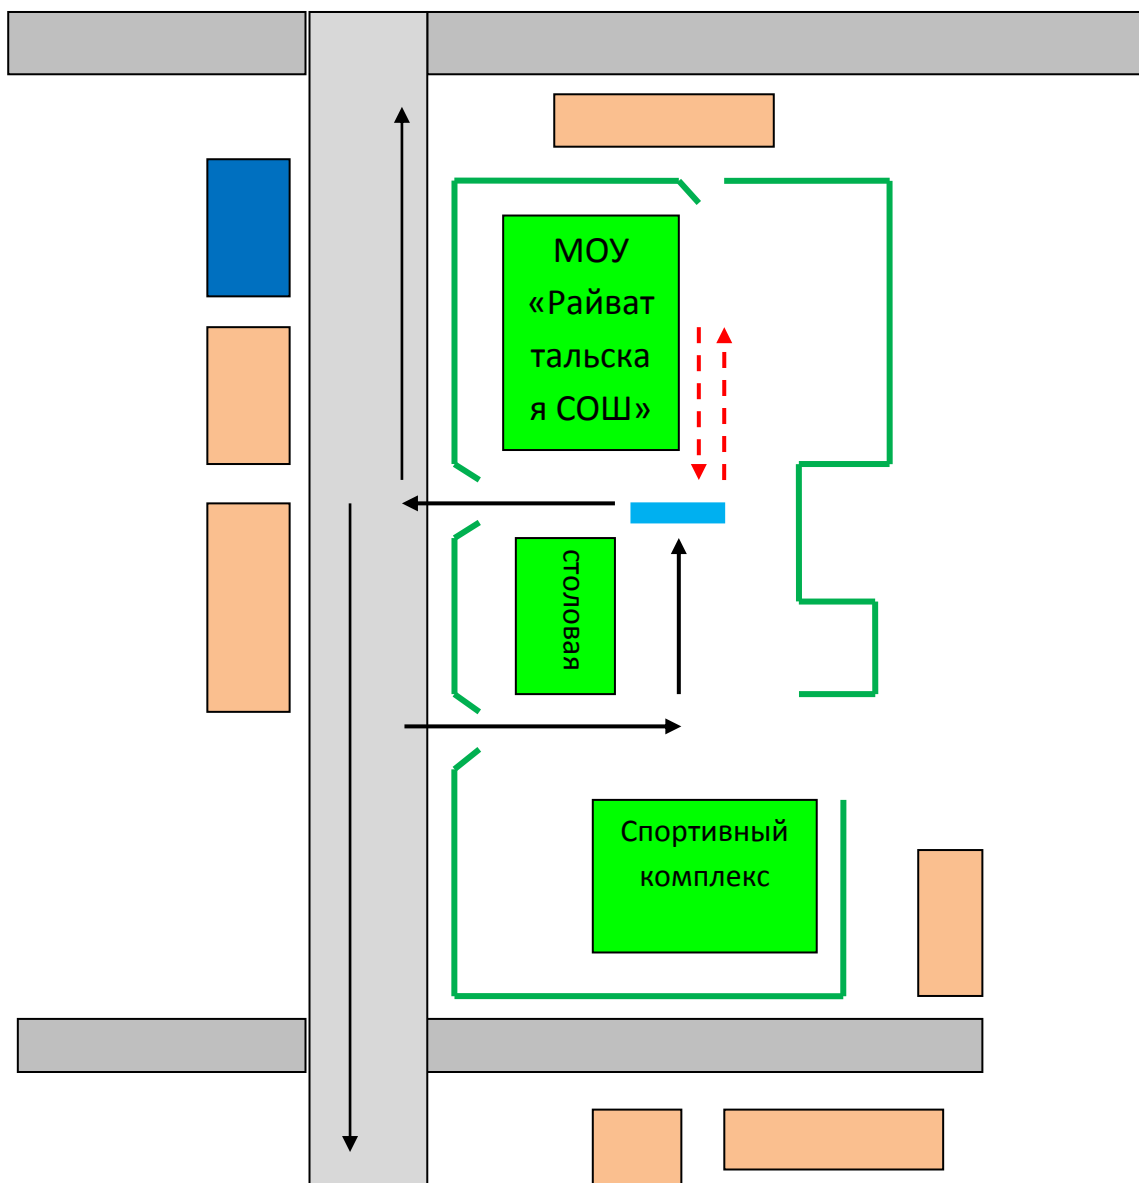 МОУ
«Райват
тальска
я СОШ»
столовая
Спортивный
комплекс